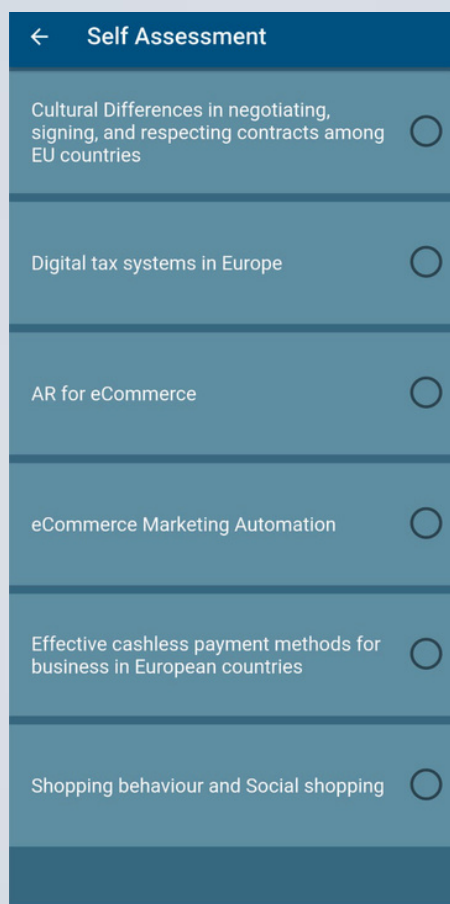 Self Assessment
Cultural Differences in negotiating,
signing, and respecting contracts among
EU countries
Digital tax systems in Europe
AR for eCommerce
eCommerce Marketing Automation
Effective cashless payment methods for
business in European countries
Shopping behaviour and Social shopping